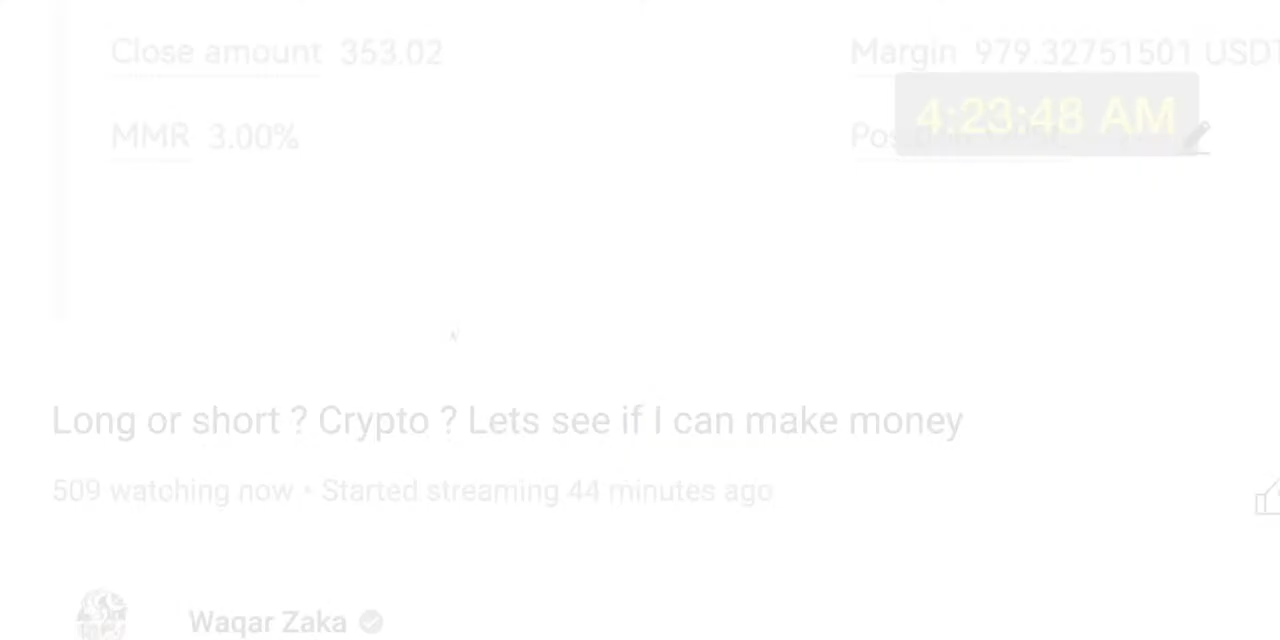 Close amount 353.02
Margin 979.32751501 USDT
4:23:48 AM
MMR 3.00%
Long or short ? Crypto ? Lets see if I can make money
509 watching now • Started streaming 44 minutes ago
Waqar Zaka